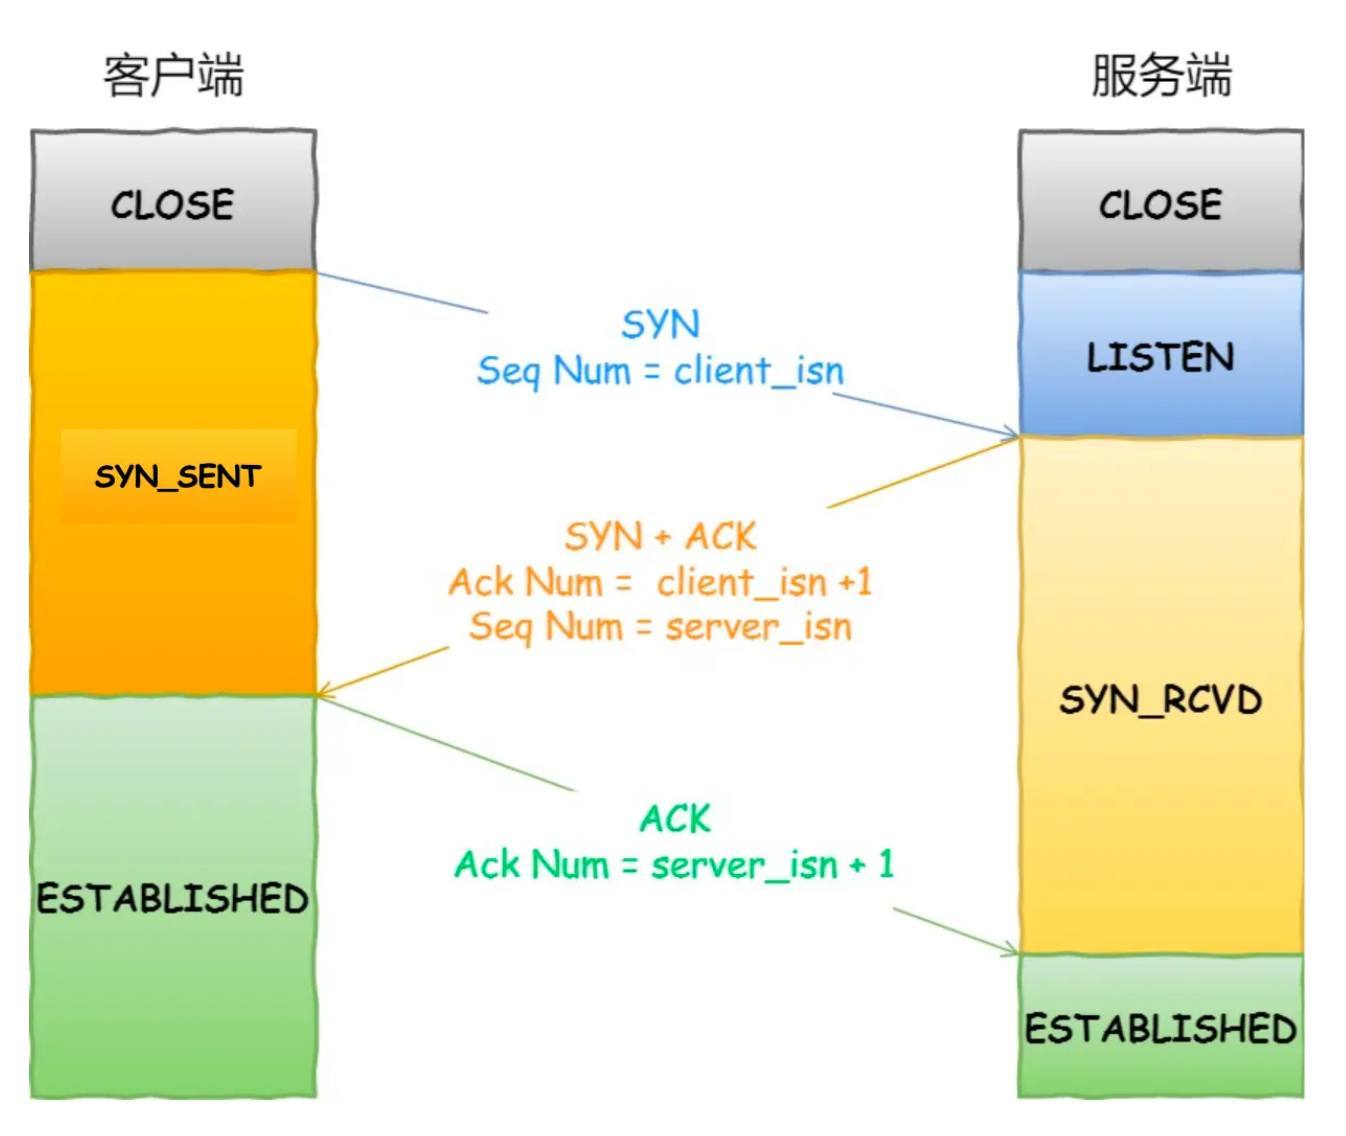 客户端
服务端
CLOSE
CLOSE
SYN
Seq Num = client_isn
LISTEN
SYN_SENT
SYN + ACK
Ack Num = client_isn +1
Seq Num = server_isn
SYN_RCVD
ACK
Ack Num = server_isn + 1
ESTABLISHED
ESTABLISHED